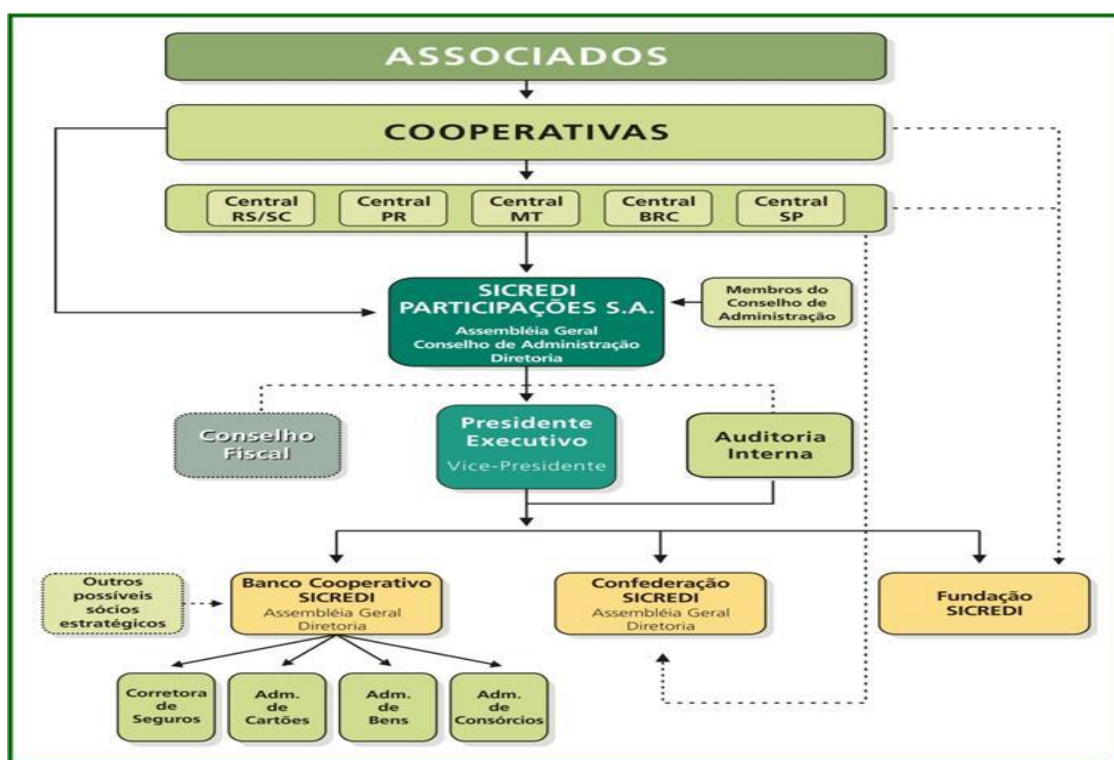 ASSOCIADOS
COOPERATIVAS
Central
RS/SC
Central
PR
Central
MT
Central
BRC
Central
SP
SICREDI
PARTICIPAÇÕES S.A.
Assembléia Geral
Conselho de Administração
Diretoria
Membros do
Conselho de
Administração
Conselho
Fiscal
Presidente
Executivo
Vice-Presidente
Auditoria
Interna
Outros
possíveis
sócios
estratégicos
Banco Cooperativo
SICREDI
Assembléia Geral
Diretoria
Confederação
SICREDI
Assembléia Geral
Diretoria
Fundação
SICREDI
Corretora
de
Seguros
Adm.
de
Cartões
Adm.
de
Bens
Adm.
de
Consórcios